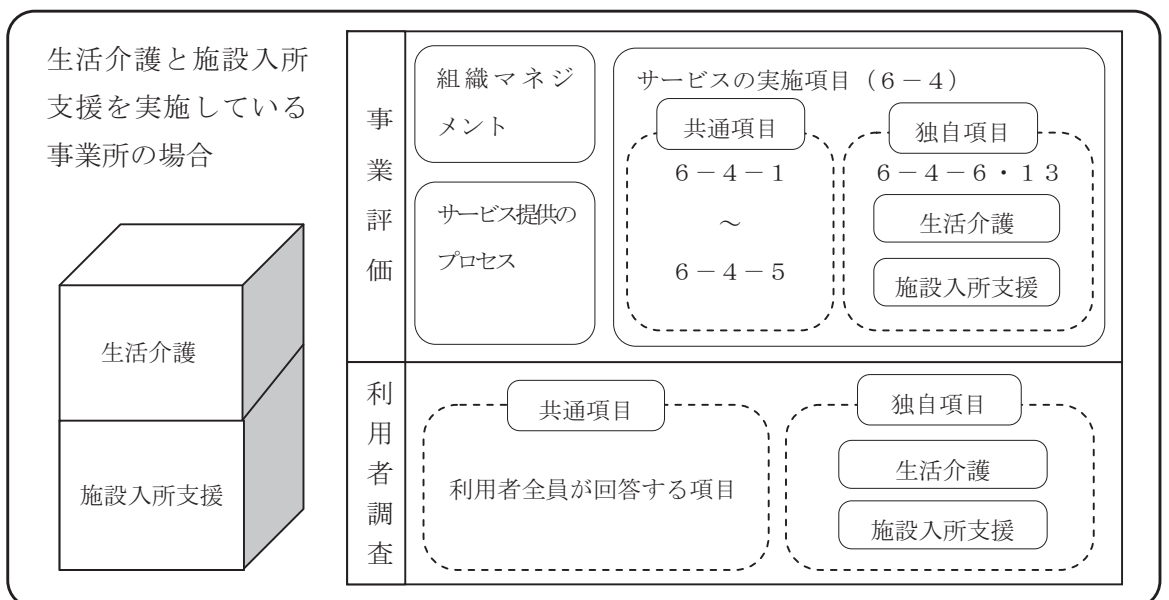 生活介護と施設入所
支援を実施している
事業所の場合
生活介護
施設入所支援
事業評価
組織マネジ
メント
サービス提供の
プロセス
サービスの実施項目（６－４）
共通項目
６－４－１
～
６－４－５
独自項目
６－４－６・１３
生活介護
施設入所支援
利用者調査
共通項目
利用者全員が回答する項目
独自項目
生活介護
施設入所支援